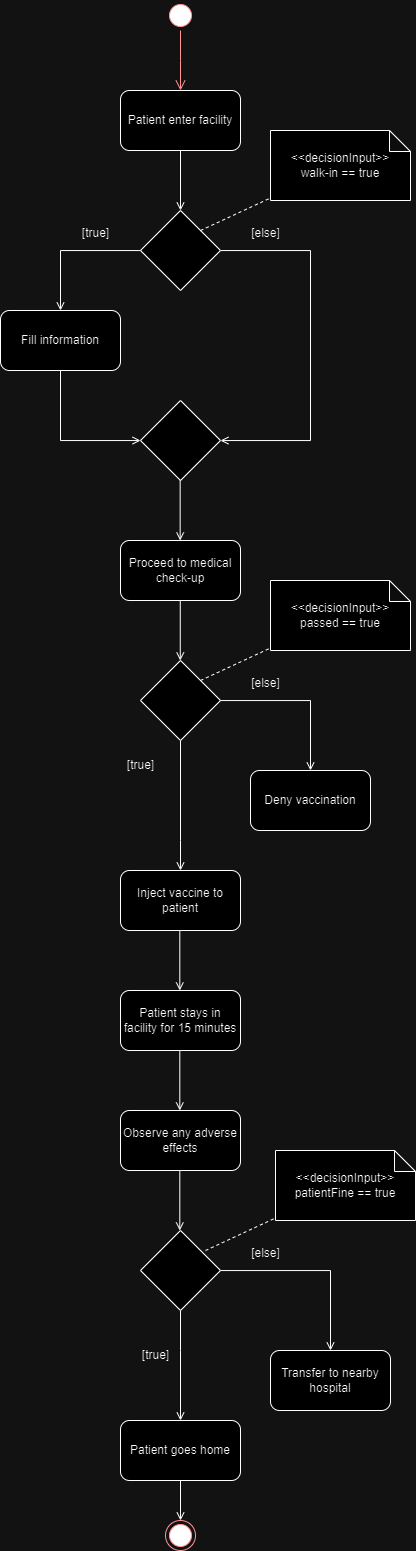 Patient enter facility
<<decisionInput>>
walk-in == true
[true]
[else]
Fill information
Proceed to medical
check-up
<<decisionInput>>
passed == true
[else]
[true]
Deny vaccination
Inject vaccine to
patient
Patient stays in
facility for 15 minutes
Observe any adverse
effects
<<decisionInput>>
patientFine == true
[else]
[true]
Transfer to nearby
hospital
Patient goes home